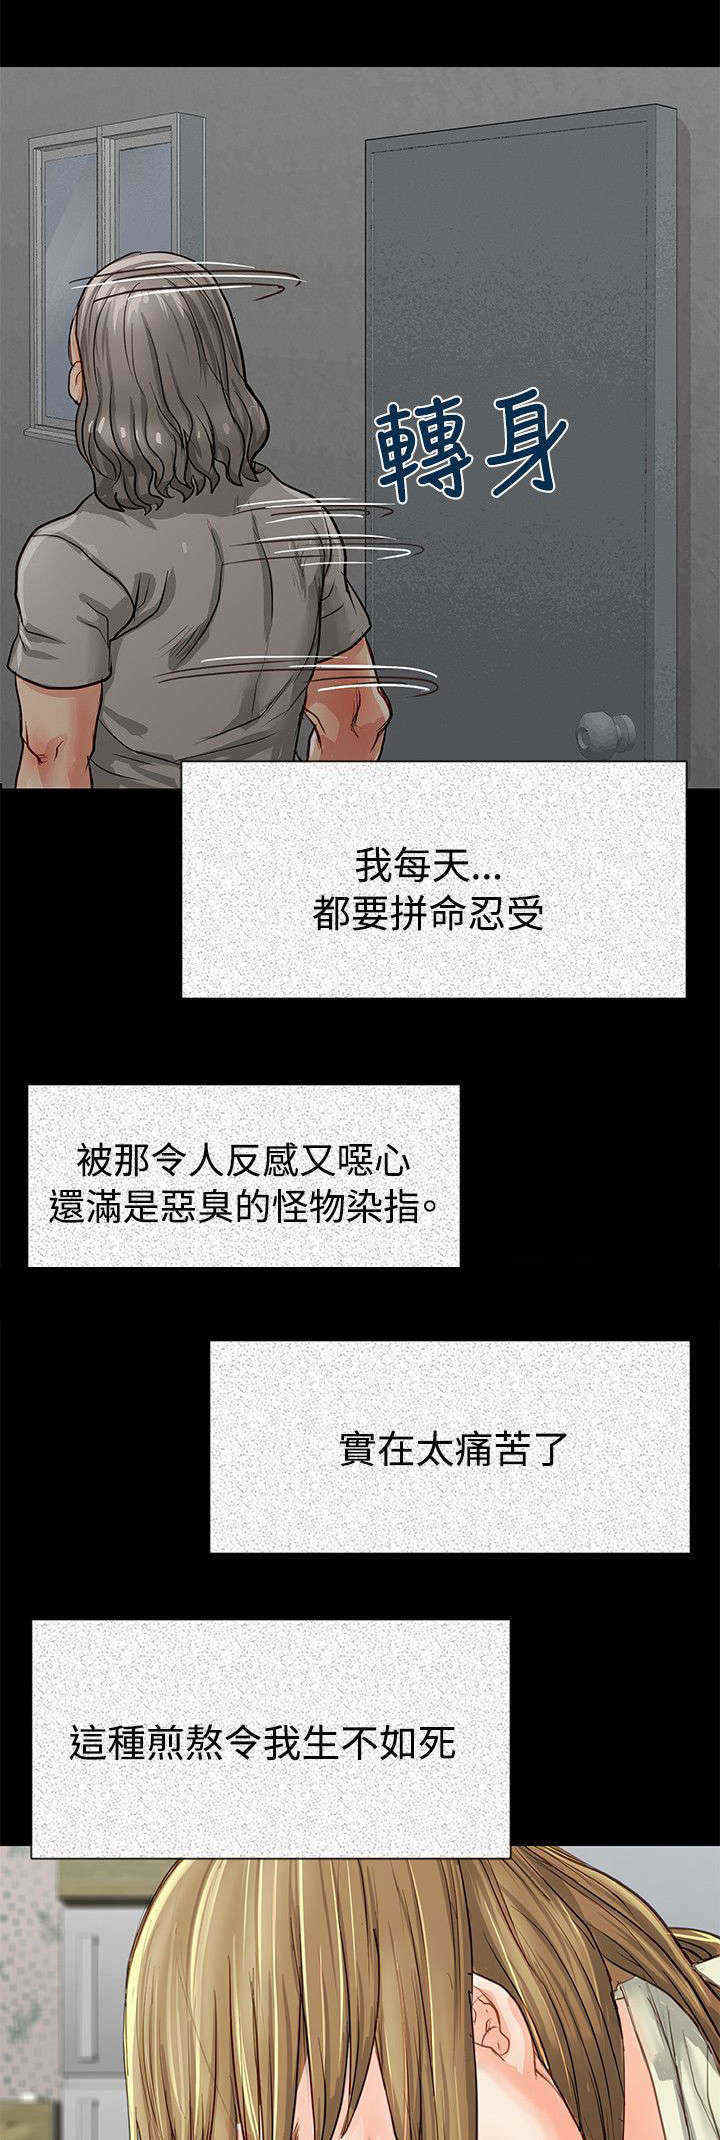 轉身
我每天...
都要拼命忍受
被那令人反感又噁心
還滿是惡臭的怪物染指。
實在太痛苦了
這種煎熬令我生不如死